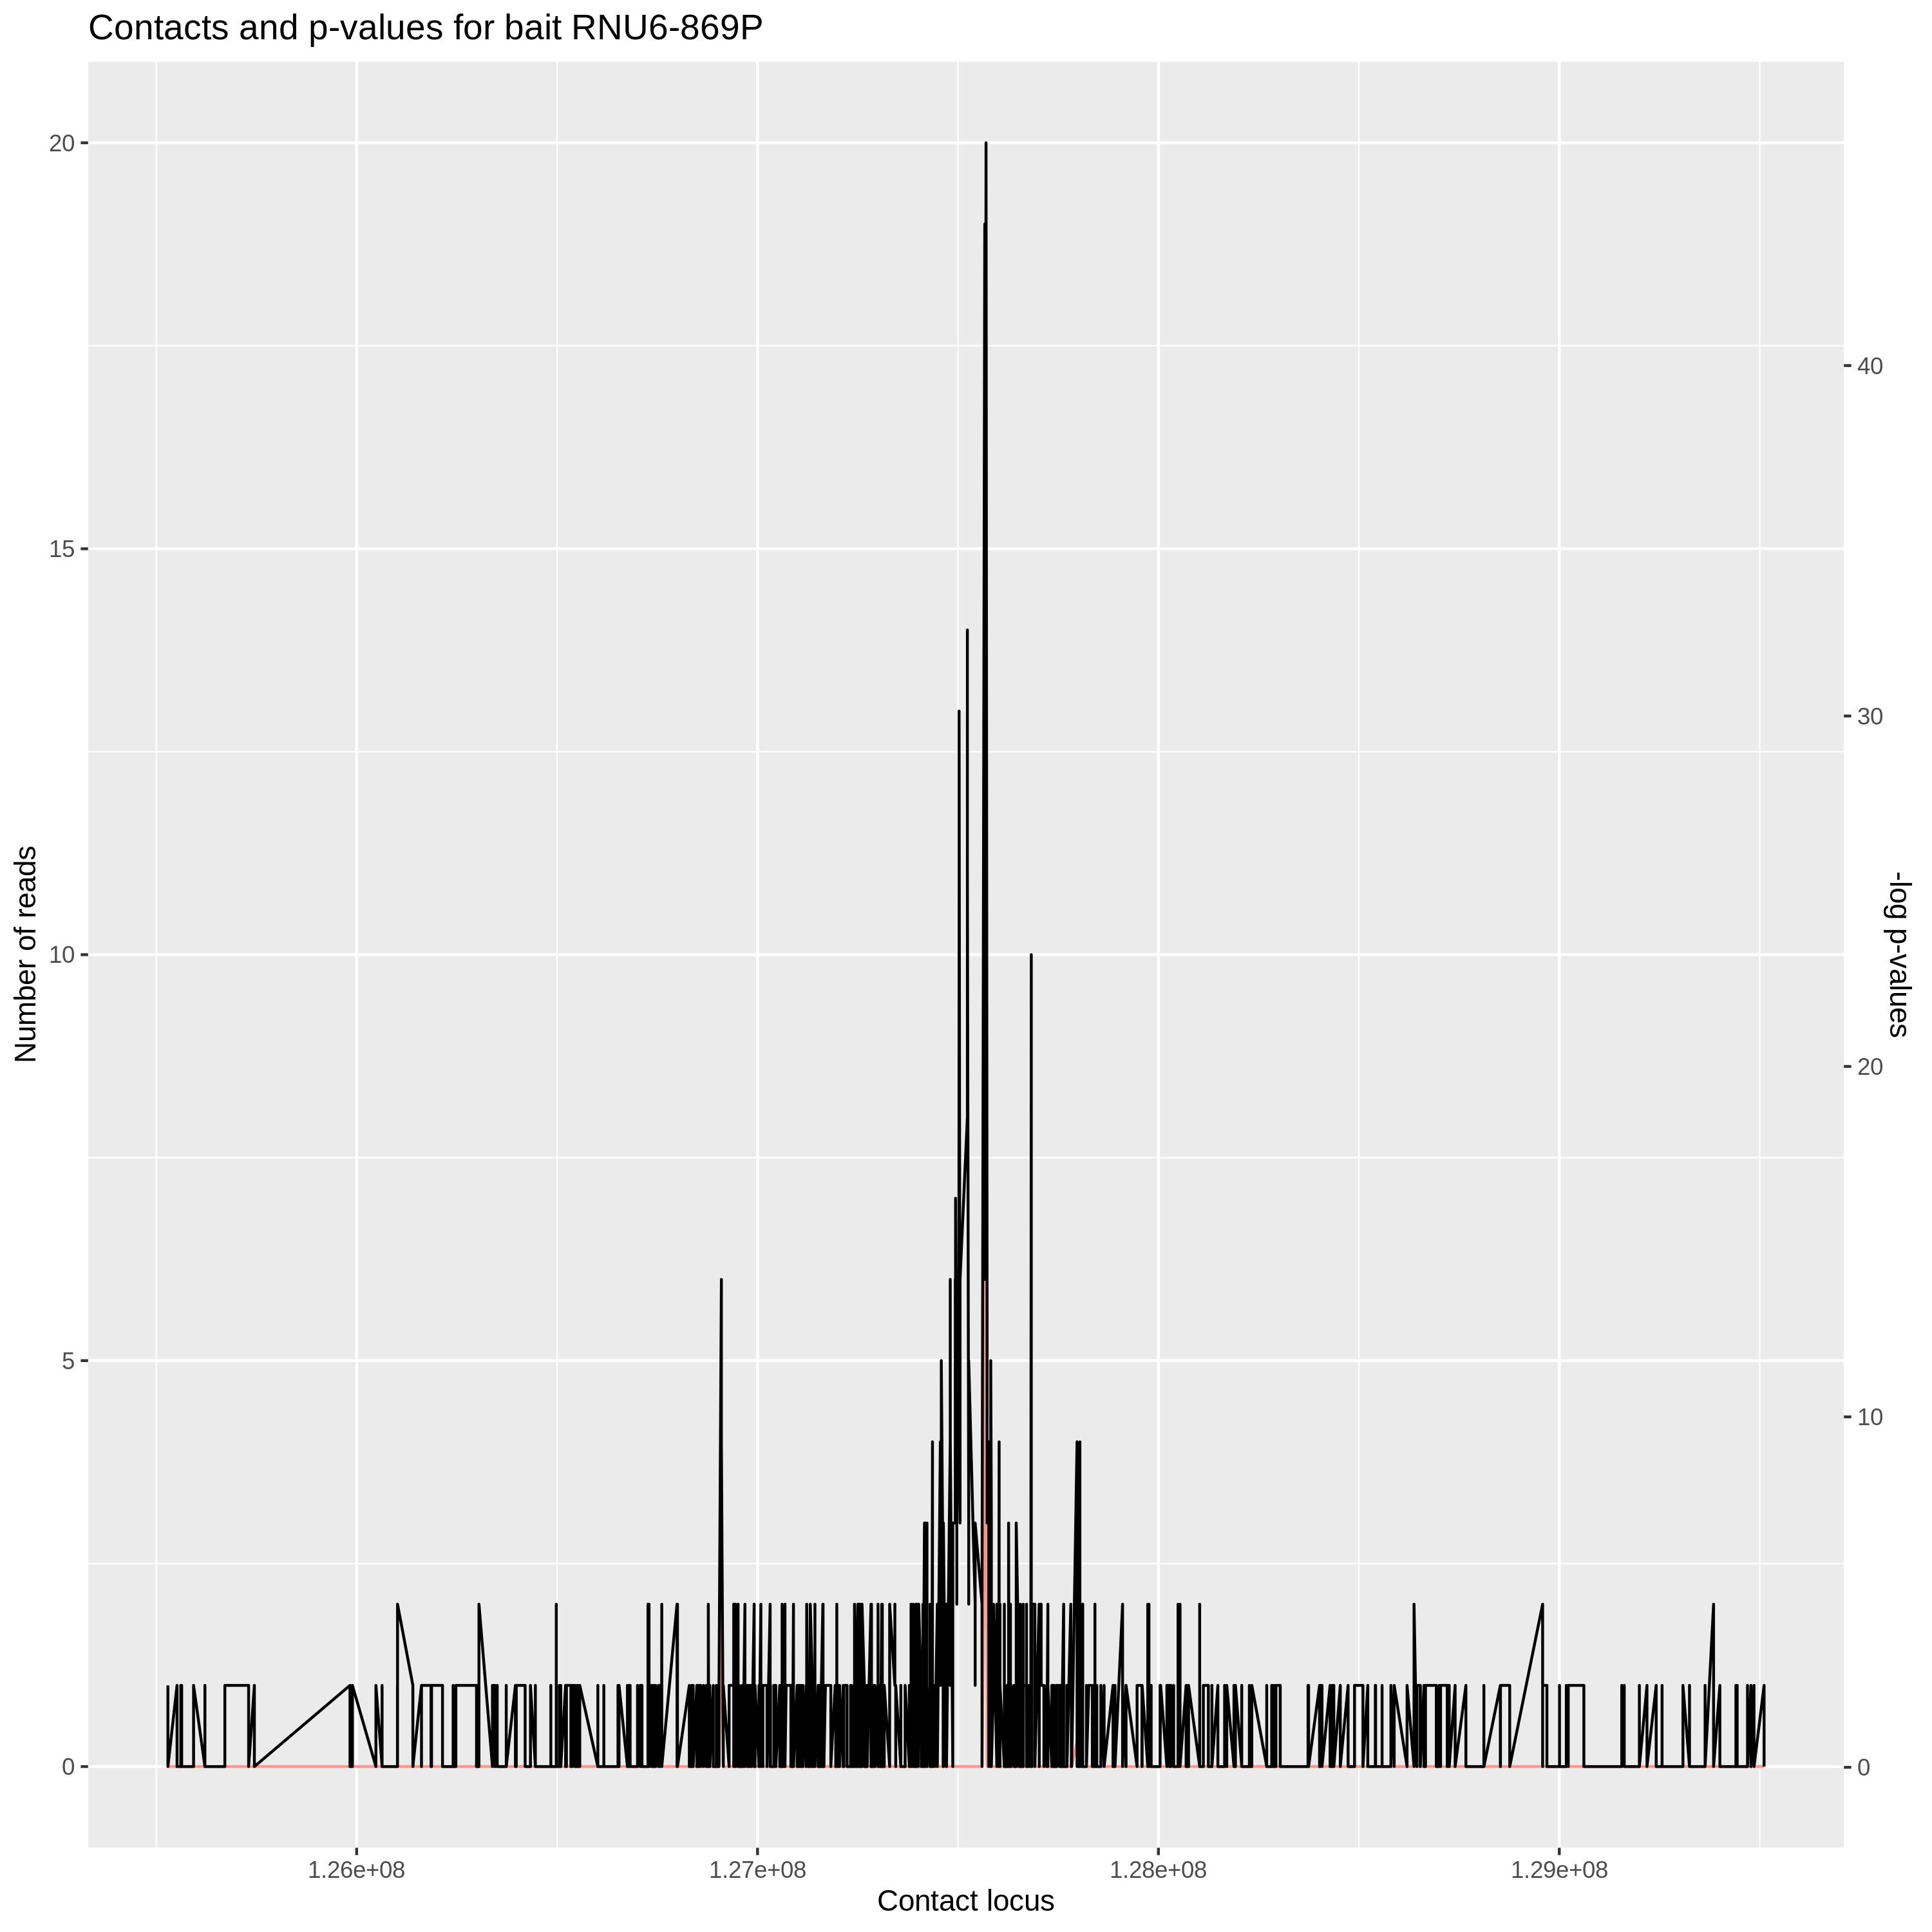 Contacts and p-values for bait RNU6-869P
20
15
10
5
0
Number of reads
40
30
20
10
0
-log p-values
1.26e+08 1.27e+08 1.28e+08 1.29e+08
Contact locus